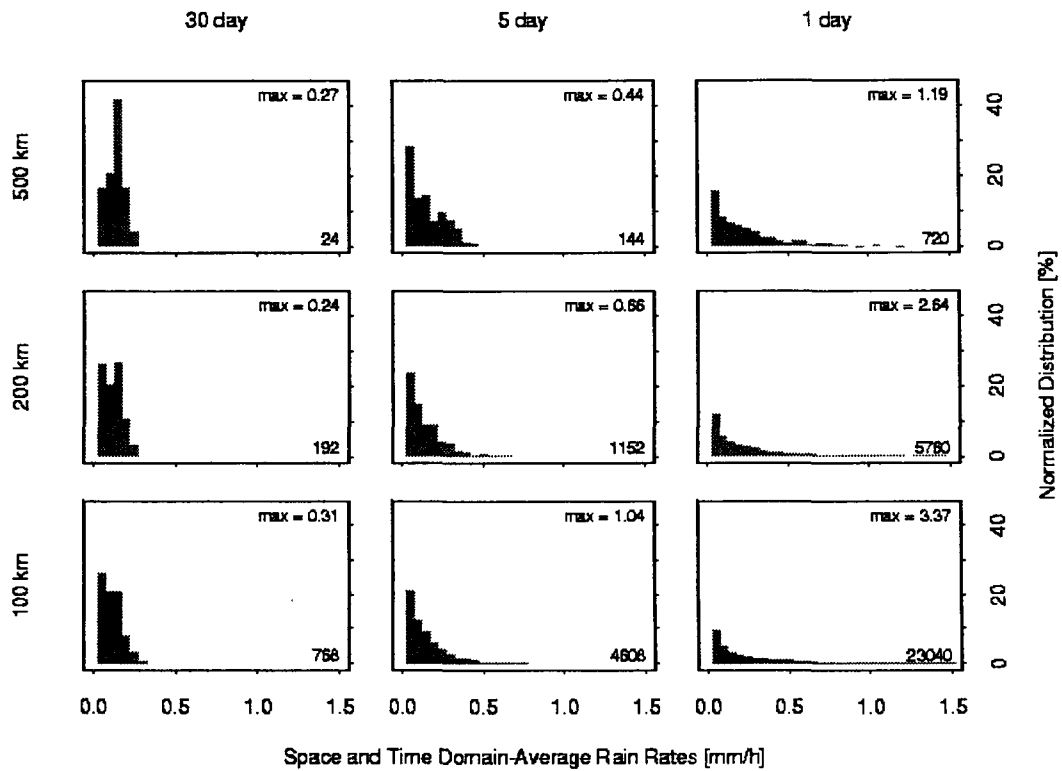 30 day 5 day 1 day
500 km
max = 0.27
24
max = 0.44
144
max = 1.19
720
0 20 40
200 km
max = 0.24
192
max = 0.66
1152
max = 2.64
5760
0 20 40
Normalized Distribution [%]
100 km
max = 0.31
768
max = 1.04
4608
max = 3.37
23040
0 20 40
0.0 0.5 1.0 1.5 0.0 0.5 1.0 1.5 0.0 0.5 1.0 1.5
Space and Time Domain-Average Rain Rates [mm/h]